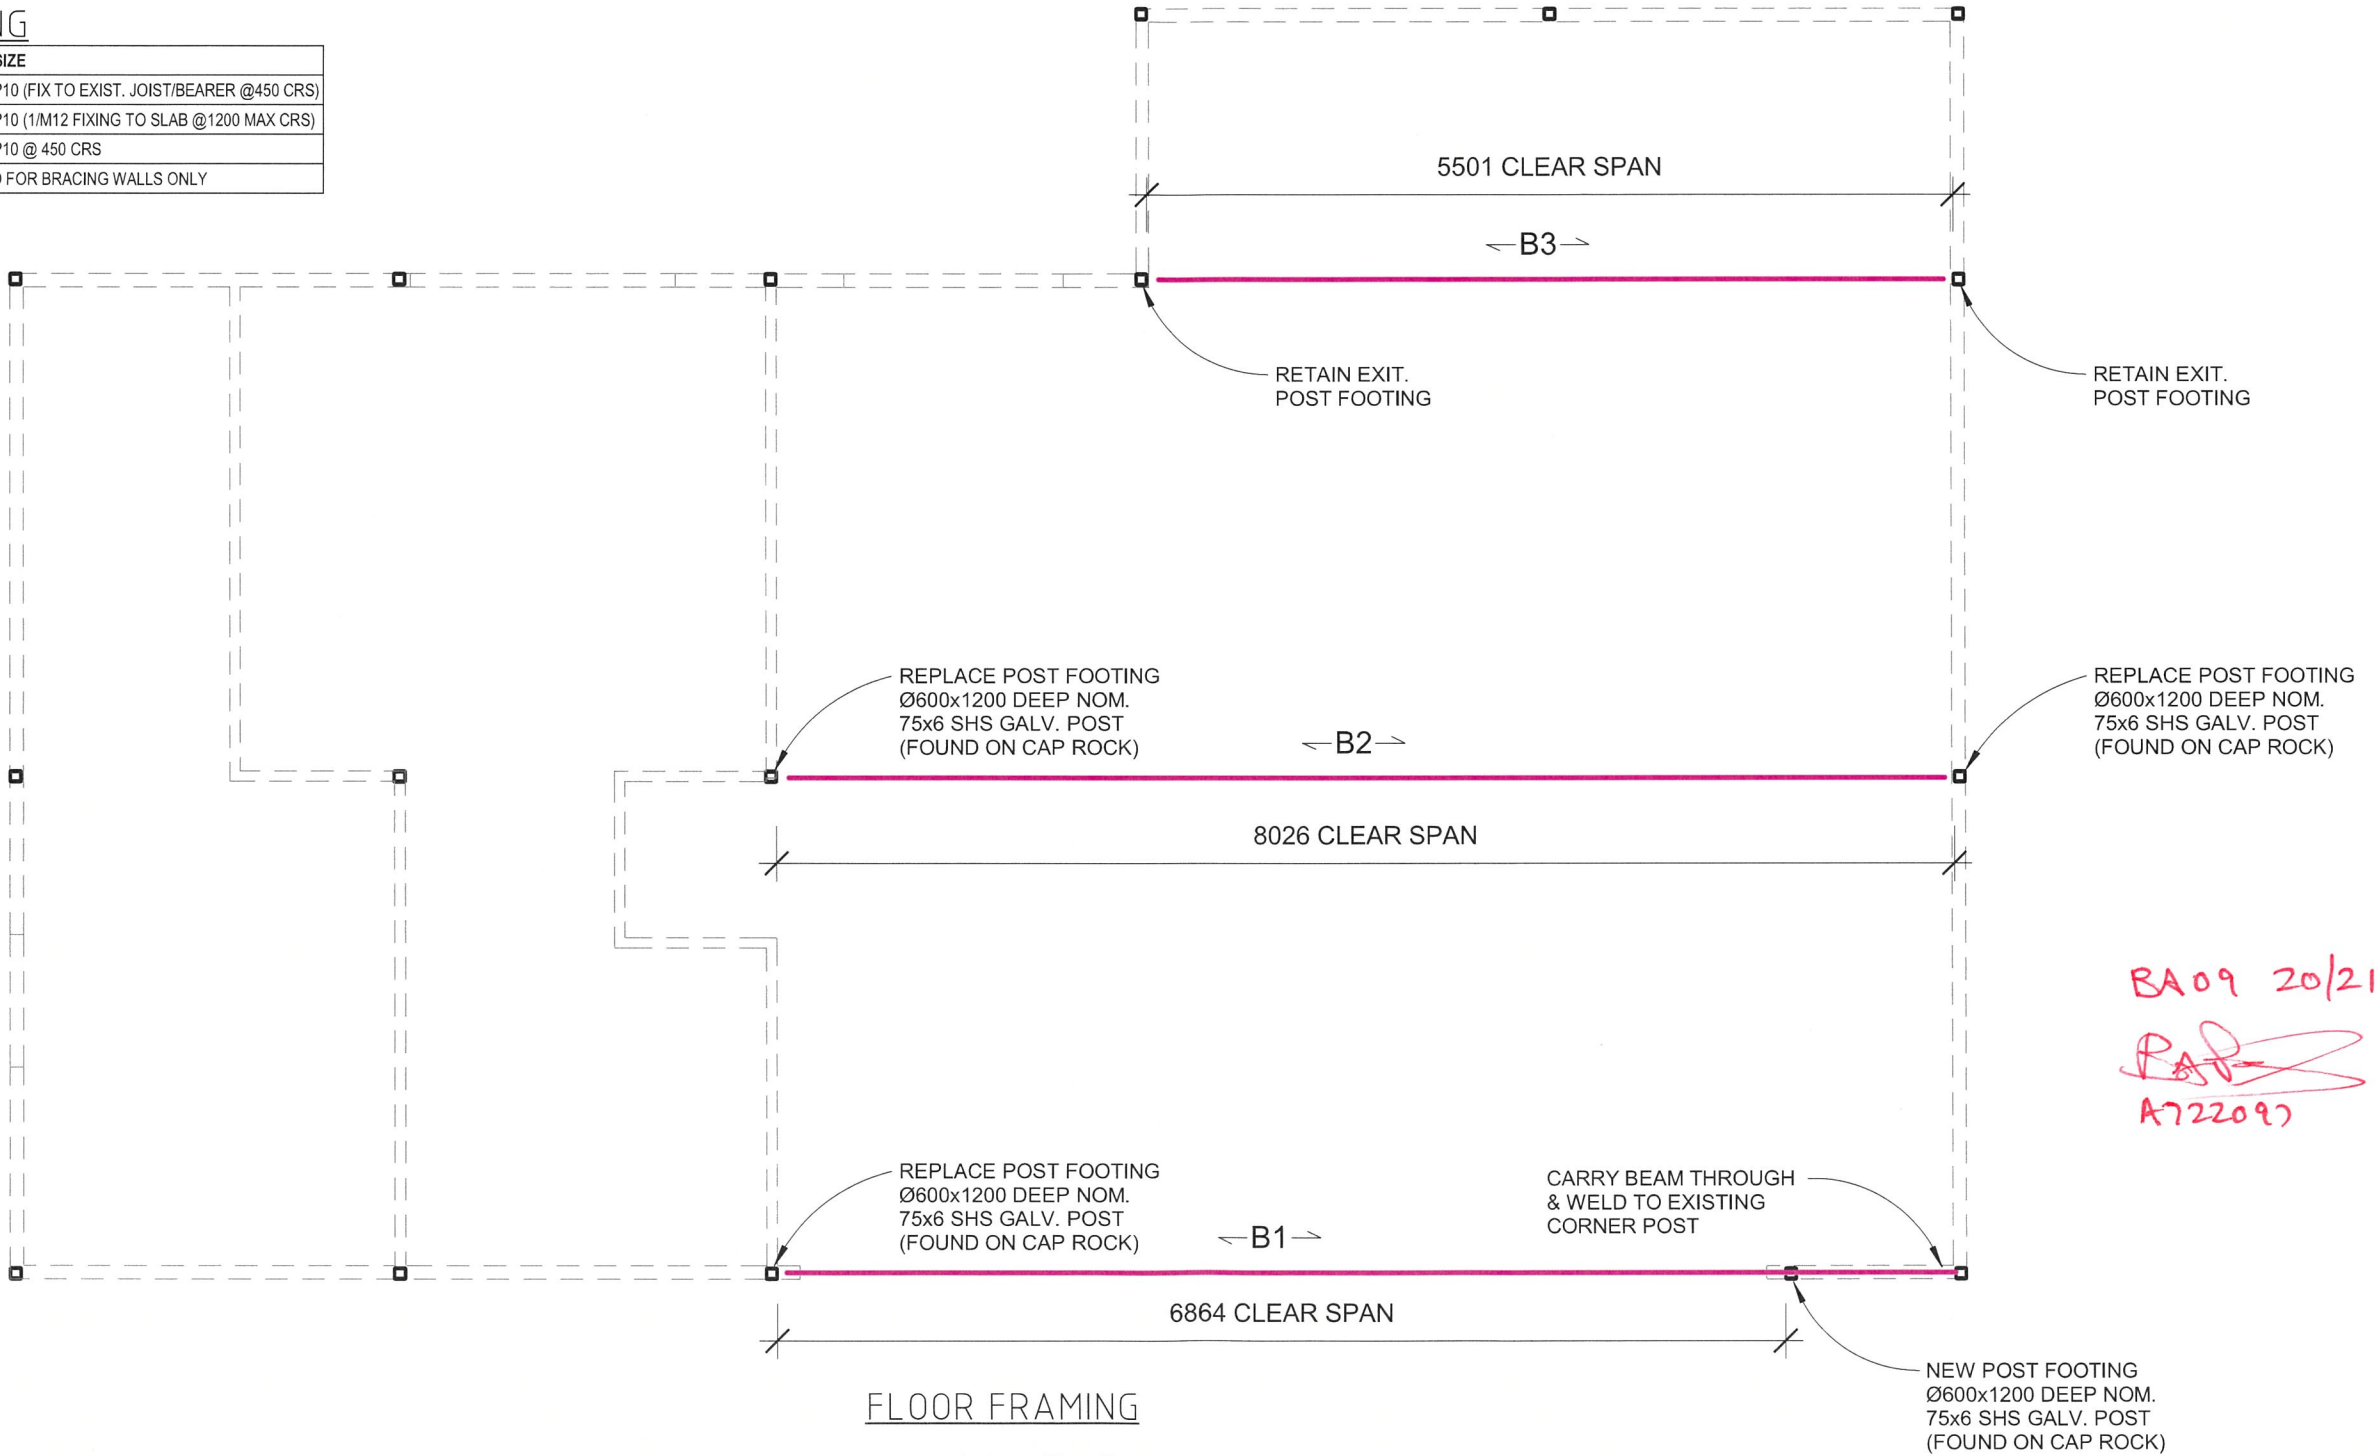 NG
SIZE
P10 (FIX TO EXIST. JOIST/BEARER @450 CRS)
P10 (1/M12 FIXING TO SLAB @1200 MAX CRS)
P10 @ 450 CRS
FOR BRACING WALLS ONLY
5501 CLEAR SPAN
B3
RETAIN EXIT.
POST FOOTING
RETAIN EXIT.
POST FOOTING
REPLACE POST FOOTING
Ø600x1200 DEEP NOM.
75x6 SHS GALV. POST
(FOUND ON CAP ROCK)
B2
REPLACE POST FOOTING
Ø600x1200 DEEP NOM.
75x6 SHS GALV. POST
(FOUND ON CAP ROCK)
8026 CLEAR SPAN
BA09 20/21
A722097
REPLACE POST FOOTING
Ø600x1200 DEEP NOM.
75x6 SHS GALV. POST
(FOUND ON CAP ROCK)
B1
CARRY BEAM THROUGH
& WELD TO EXISTING
CORNER POST
6864 CLEAR SPAN
NEW POST FOOTING
Ø600x1200 DEEP NOM.
75x6 SHS GALV. POST
(FOUND ON CAP ROCK)
FLOOR FRAMING